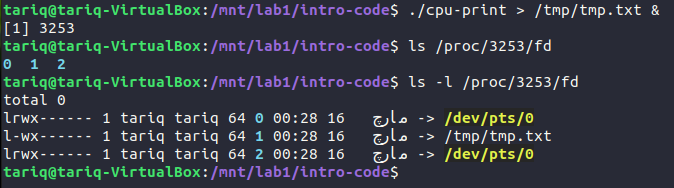 tariq@tariq-VirtualBox:/mnt/lab1/intro-code$ ./cpu-print > /tmp/tmp.txt &
[1] 3253
tariq@tariq-VirtualBox:/mnt/lab1/intro-code$ ls /proc/3253/fd
0 1 2
tariq@tariq-VirtualBox:/mnt/lab1/intro-code$ ls -l /proc/3253/fd
total 0
lrwx------ 1 tariq tariq 64 0 00:28 16 مارچ -> /dev/pts/0
l-wx------ 1 tariq tariq 64 1 00:28 16 مارچ -> /tmp/tmp.txt
lrwx------ 1 tariq tariq 64 2 00:28 16 مارچ -> /dev/pts/0
tariq@tariq-VirtualBox:/mnt/lab1/intro-code$